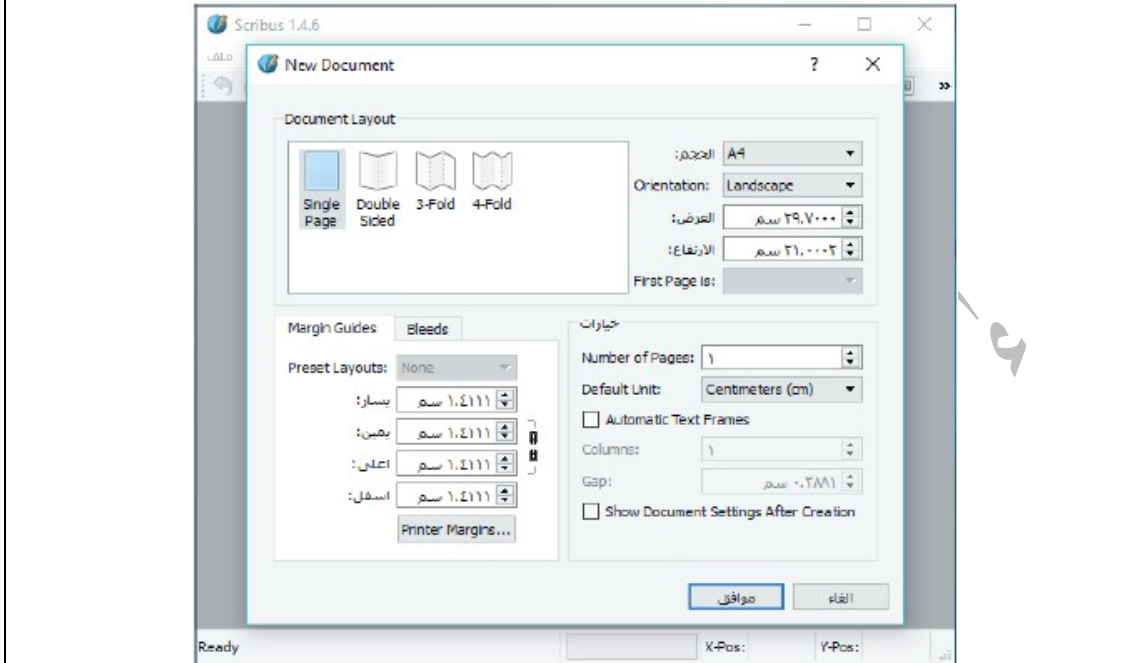 Scribus 1.4.6
ملف
New Document
Document Layout
Single Page
Double Sided
3-Fold
4-Fold
الحجم: A4
Orientation: Landscape
العرض: ٢٩,٧٠٠٠ سم
الارتفاع: ٢١,٠٠٠٢ سم
First Page is:
Margin Guides
Bleeds
Preset Layouts: None
يسار: ١,٤١١١ سم
يمين: ١,٤١١١ سم
اعلى: ١,٤١١١ سم
اسفل: ١,٤١١١ سم
Printer Margins...
خيارات
Number of Pages: ١
Default Unit: Centimeters (cm)
Automatic Text Frames
Columns: ١
Gap: ٠,٣٨٨١ سم
Show Document Settings After Creation
موافق
الغاء
Ready
X-Pos:
Y-Pos: